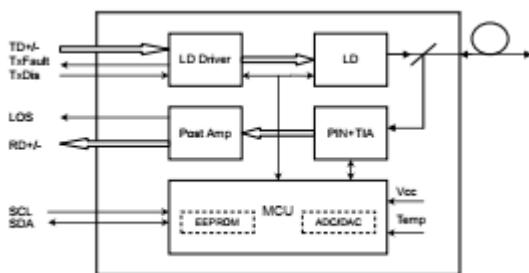 TD+/-
TxFault
TxDis
LD Driver
LD
LOS
RD+/-
Post Amp
PIN+TIA
SCL
SDA
MCU
EEPROM
ADC/DAC
Vcc
Temp